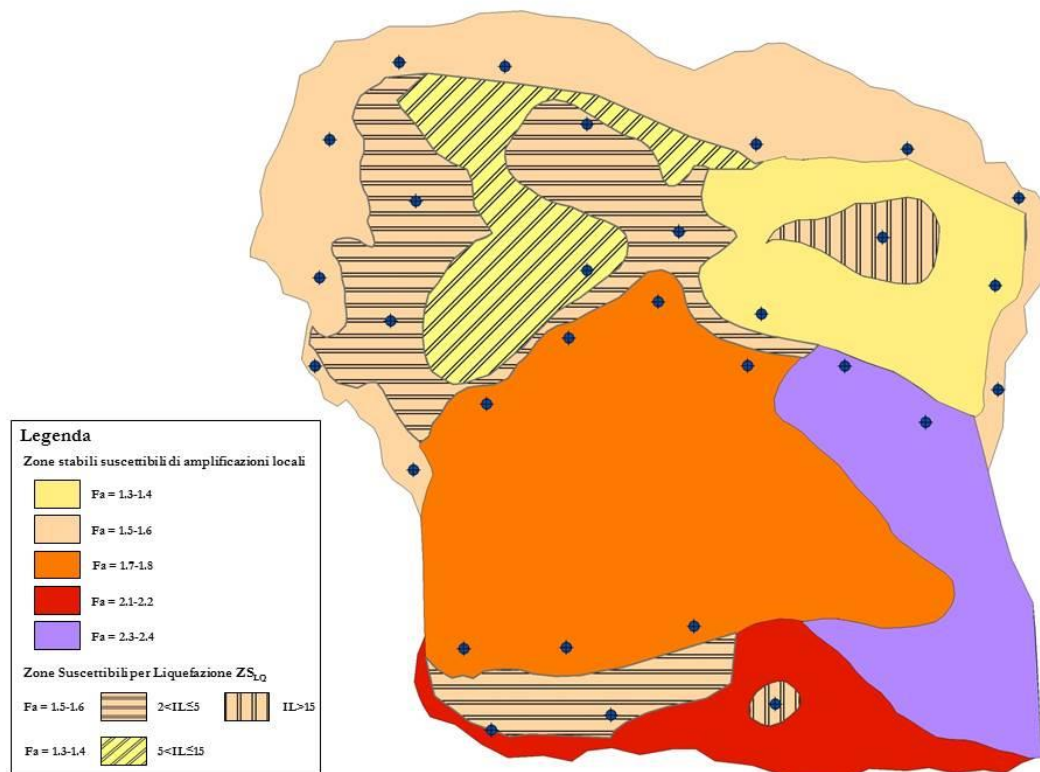 Legenda
Zone stabili suscettibili di amplificazioni locali
Fa = 1.3-1.4
Fa = 1.5-1.6
Fa = 1.7-1.8
Fa = 2.1-2.2
Fa = 2.3-2.4
Zone Suscettibili per Liquefazione ZS_LQ
Fa = 1.5-1.6 2<IL≤5 IL>15
Fa = 1.3-1.4 5<IL≤15